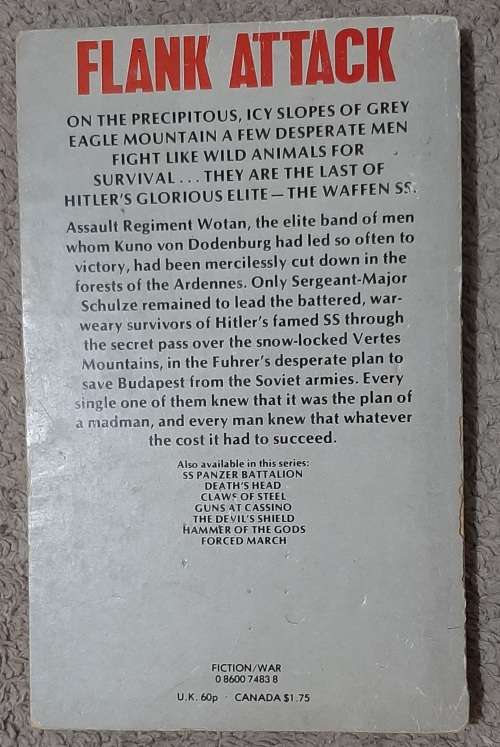 FLANK ATTACK
ON THE PRECIPITOUS, ICY SLOPES OF GREY
EAGLE MOUNTAIN A FEW DESPERATE MEN
FIGHT LIKE WILD ANIMALS FOR
SURVIVAL... THEY ARE THE LAST OF
HITLER'S GLORIOUS ELITE — THE WAFFEN SS.
Assault Regiment Wotan, the elite band of men
whom Kuno von Dodenburg had led so often to
victory, had been mercilessly cut down in the
forests of the Ardennes. Only Sergeant-Major
Schulze remained to lead the battered, war-
weary survivors of Hitler's famed SS through
the secret pass over the snow-locked Vertes
Mountains, in the Fuhrer's desperate plan to
save Budapest from the Soviet armies. Every
single one of them knew that it was the plan of
a madman, and every man knew that whatever
the cost it had to succeed.
Also available in this series:
SS PANZER BATTALION
DEATH'S HEAD
CLAWS OF STEEL
GUNS AT CASSINO
THE DEVIL'S SHIELD
HAMMER OF THE GODS
FORCED MARCH
FICTION/WAR
0 8600 7483 8
U.K. 60p · CANADA $1.75